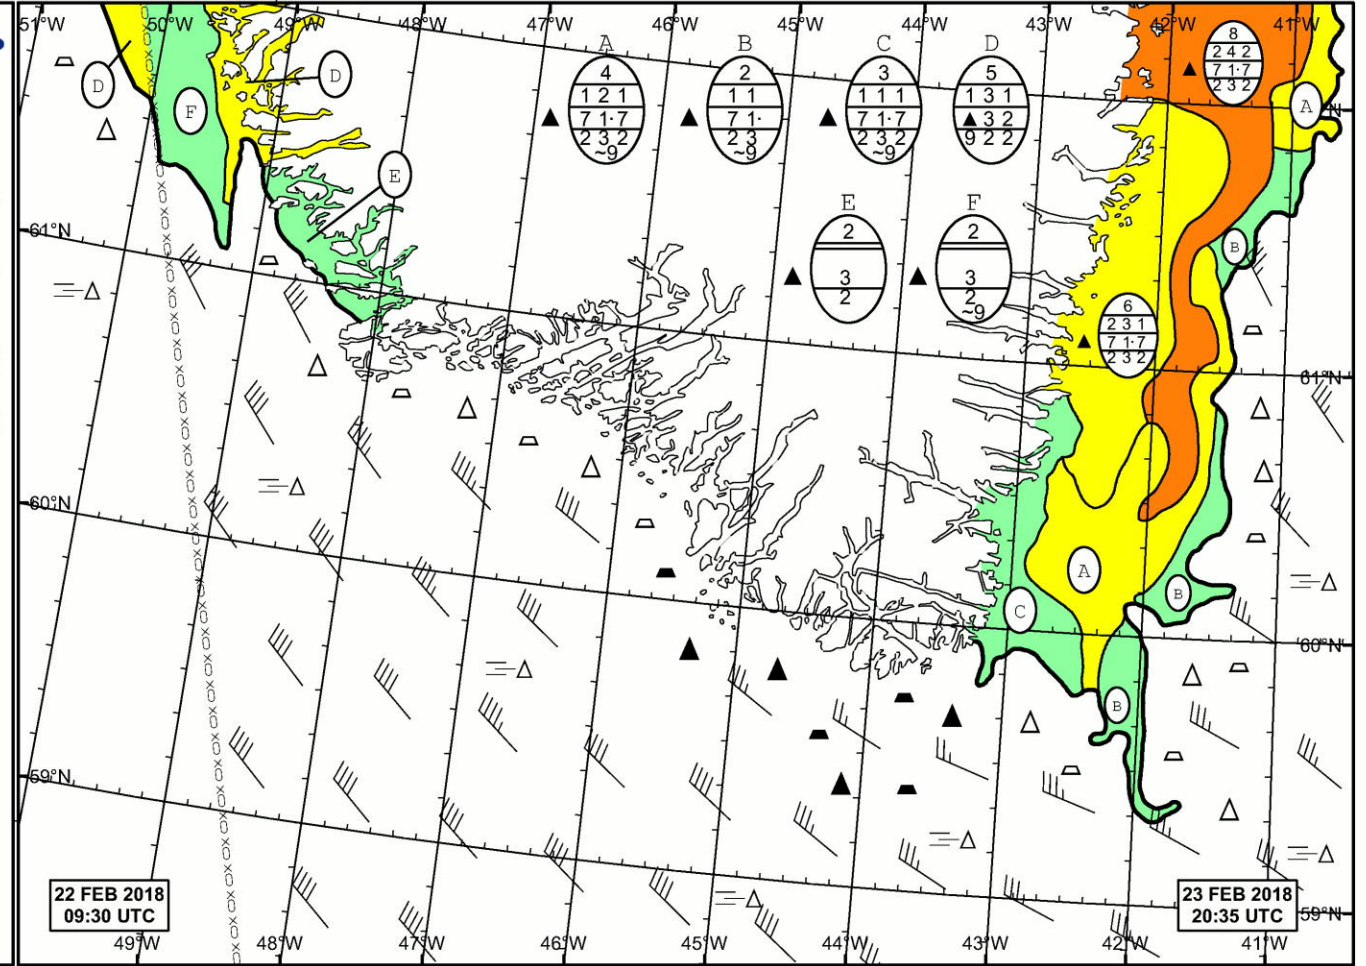 51°W 50°W 49°W 48°W 47°W 46°W 45°W 44°W 43°W 42°W 41°W
A B C D
4
1 2 1
7 1·7
2 3 2
~9
2
1 1
7 1·
2 3
~9
3
1 1 1
7 1·7
2 3 2
~9
5
1 3 1
3 2
9 2 2
8
2 4 2
7 1·7
2 3 2
D
D
F
A
E
E F
2
3
2
2
3
2
~9
B
61°N
6
2 3 1
7 1·7
2 3 2
61°N
60°N
A
B
C
60°N
B
59°N
22 FEB 2018
09:30 UTC
23 FEB 2018
20:35 UTC
59°N
49°W 48°W 47°W 46°W 45°W 44°W 43°W 42°W 41°W